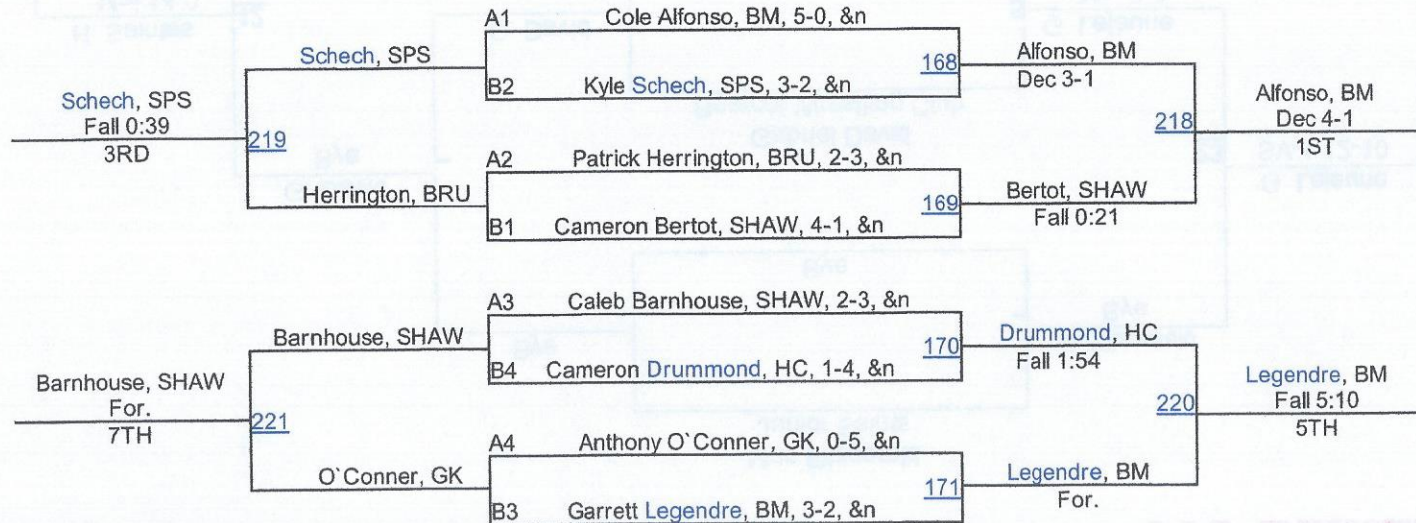 A1 Cole Alfonso, BM, 5-0, &n
Schech, SPS
168
Alfonso, BM
Dec 3-1
B2 Kyle Schech, SPS, 3-2, &n
Schech, SPS
Fall 0:39
3RD
219
218
Alfonso, BM
Dec 4-1
1ST
A2 Patrick Herrington, BRU, 2-3, &n
Herrington, BRU
169
Bertot, SHAW
Fall 0:21
B1 Cameron Bertot, SHAW, 4-1, &n
A3 Caleb Barnhouse, SHAW, 2-3, &n
Barnhouse, SHAW
170
Drummond, HC
Fall 1:54
B4 Cameron Drummond, HC, 1-4, &n
Barnhouse, SHAW
For.
7TH
221
220
Legendre, BM
Fall 5:10
5TH
A4 Anthony O`Conner, GK, 0-5, &n
O`Conner, GK
171
Legendre, BM
For.
B3 Garrett Legendre, BM, 3-2, &n